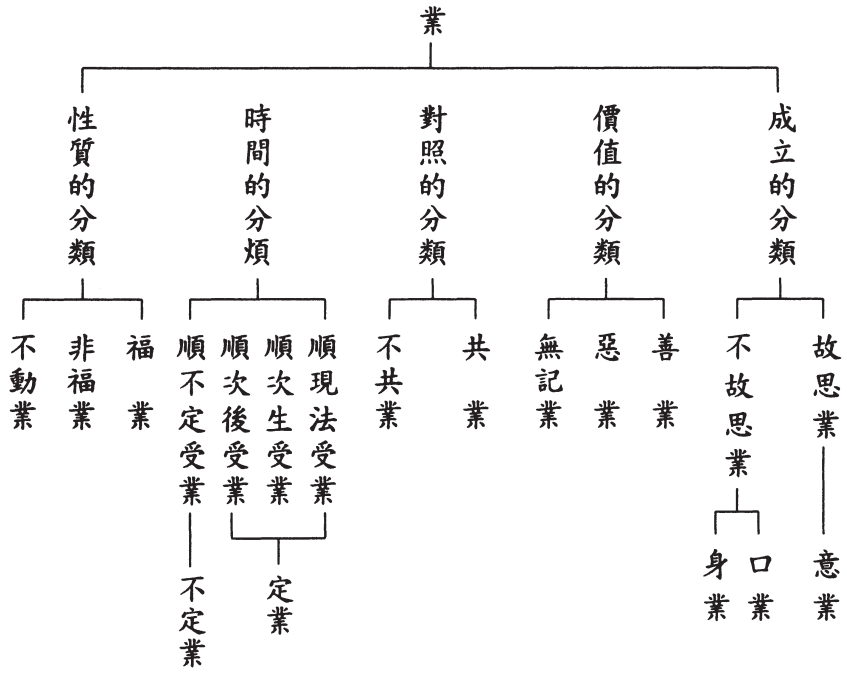 業
成立的分類
價值的分類
對照的分類
時間的分煩
性質的分類
故思業
不故思業
善業
惡業
無記業
共業
不共業
順現法受業
順次生受業
順次後受業
順不定受業
福業
非福業
不動業
意業
口業
身業
定業
不定業